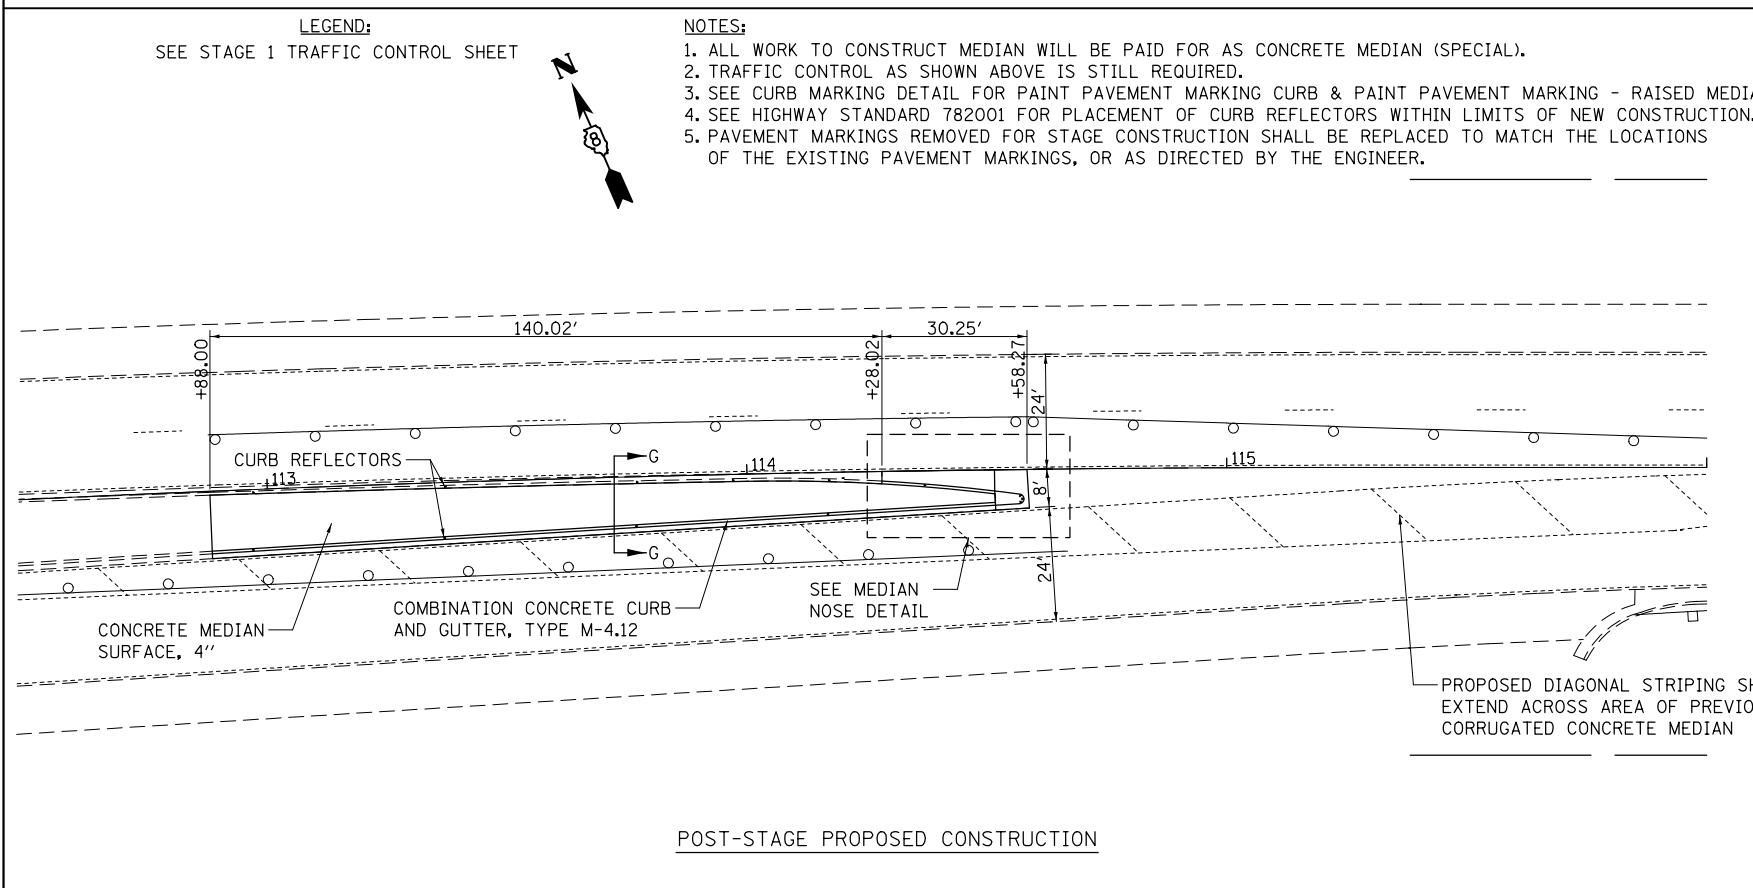 LEGEND:
SEE STAGE 1 TRAFFIC CONTROL SHEET
N
8
NOTES:
1. ALL WORK TO CONSTRUCT MEDIAN WILL BE PAID FOR AS CONCRETE MEDIAN (SPECIAL).
2. TRAFFIC CONTROL AS SHOWN ABOVE IS STILL REQUIRED.
3. SEE CURB MARKING DETAIL FOR PAINT PAVEMENT MARKING CURB & PAINT PAVEMENT MARKING - RAISED
4. SEE HIGHWAY STANDARD 782001 FOR PLACEMENT OF CURB REFLECTORS WITHIN LIMITS OF NEW CONSTRUCTION.
5. PAVEMENT MARKINGS REMOVED FOR STAGE CONSTRUCTION SHALL BE REPLACED TO MATCH THE LOCATIONS
OF THE EXISTING PAVEMENT MARKINGS, OR AS DIRECTED BY THE ENGINEER.
140.02'
30.25'
+88.00
+28.02
+58.27
24'
CURB REFLECTORS
G
113
114
115
8'
G
24'
SEE MEDIAN
NOSE DETAIL
COMBINATION CONCRETE CURB
AND GUTTER, TYPE M-4.12
CONCRETE MEDIAN
SURFACE, 4''
PROPOSED DIAGONAL STRIPING
EXTEND ACROSS AREA OF
CORRUGATED CONCRETE MEDIAN
POST-STAGE PROPOSED CONSTRUCTION